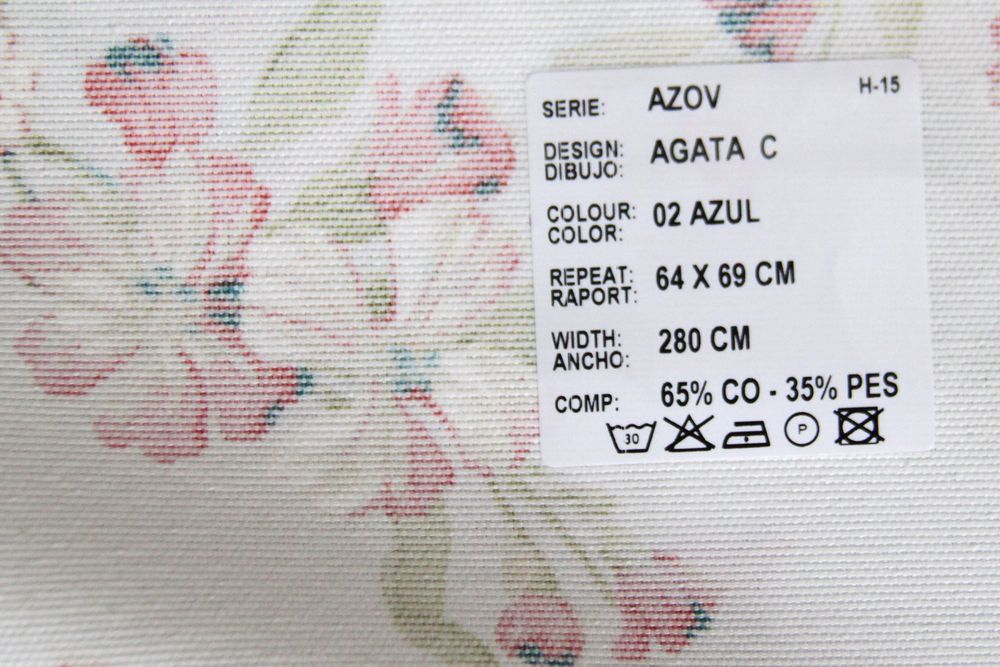 H-15
SERIE: AZOV
DESIGN: AGATA C
DIBUJO:
COLOUR: 02 AZUL
COLOR:
REPEAT: 64 X 69 CM
RAPORT:
WIDTH: 280 CM
ANCHO:
COMP: 65% CO - 35% PES
30 P